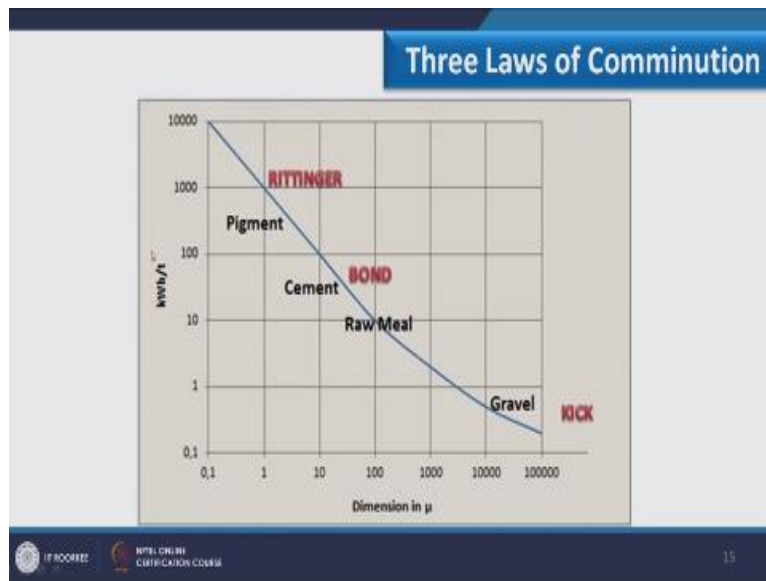 Three Laws of Comminution
10000
1000
100
10
1
0,1
kWh/t
RITTINGER
Pigment
BOND
Cement
Raw Meal
Gravel
KICK
0,1 1 10 100 1000 10000 100000
Dimension in µ
IIT ROORKEE
NPTEL ONLINE
CERTIFICATION COURSE
15